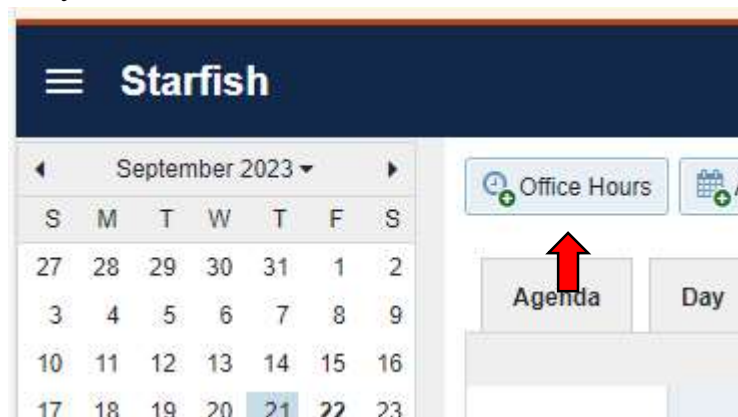 Starfish
September 2023
Office Hours
S M T W T F S
27 28 29 30 31 1 2
Agenda Day
3 4 5 6 7 8 9
10 11 12 13 14 15 16
17 18 19 20 21 22 23